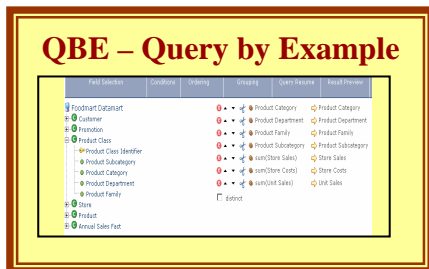 QBE – Query by Example
Field Selection Conditions Ordering Grouping Query Resume Result Preview
Foodmart Datamart
Customer
Promotion
Product Class
Product Class Identifier
Product Subcategory
Product Category
Product Department
Product Family
Store
Product
Annual Sales Fact
Product Category Product Category
Product Department Product Department
Product Family Product Family
Product Subcategory Product Subcategory
sum(Store Sales) Store Sales
sum(Store Costs) Store Costs
sum(Unit Sales) Unit Sales
distinct